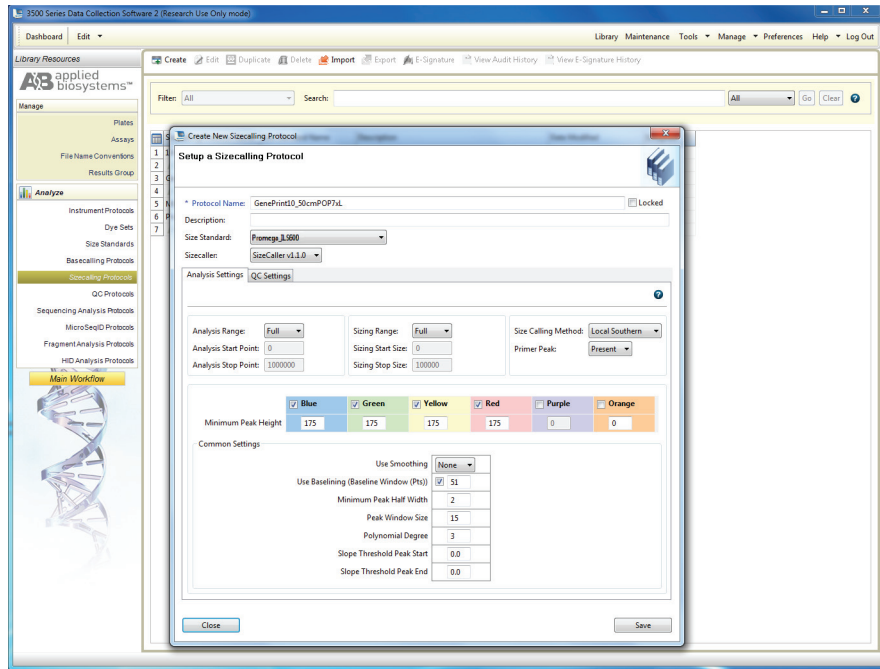 3500 Series Data Collection Software 2 (Research Use Only mode)
Dashboard Edit Library Maintenance Tools Manage Preferences Help Log Out
Library Resources
Create Edit Duplicate Delete Import Export E-Signature View Audit History View E-Signature History
AB applied biosystems™
Filter: All Search: All Go Clear
Manage
Plates
Assays
File Name Conventions
Results Group
Analyze
Instrument Protocols
Dye Sets
Size Standards
Basecalling Protocols
Sizecalling Protocols
QC Protocols
Sequencing Analysis Protocols
MicroSeqID Protocols
Fragment Analysis Protocols
HID Analysis Protocols
Main Workflow
1
2
3
4
5
6
7
Create New Sizecalling Protocol
Setup a Sizecalling Protocol
* Protocol Name: GenePrint10_50cmPOP7xL Locked
Description:
Size Standard: Promega_ILS600
Sizecaller: SizeCaller v1.1.0
Analysis Settings QC Settings
Analysis Range: Full Sizing Range: Full Size Calling Method: Local Southern
Analysis Start Point: 0 Sizing Start Size: 0 Primer Peak: Present
Analysis Stop Point: 1000000 Sizing Stop Size: 100000
Blue Green Yellow Red Purple Orange
Minimum Peak Height 175 175 175 175 0 0
Common Settings
Use Smoothing None
Use Baselining (Baseline Window (Pts)) 51
Minimum Peak Half Width 2
Peak Window Size 15
Polynomial Degree 3
Slope Threshold Peak Start 0.0
Slope Threshold Peak End 0.0
Close Save